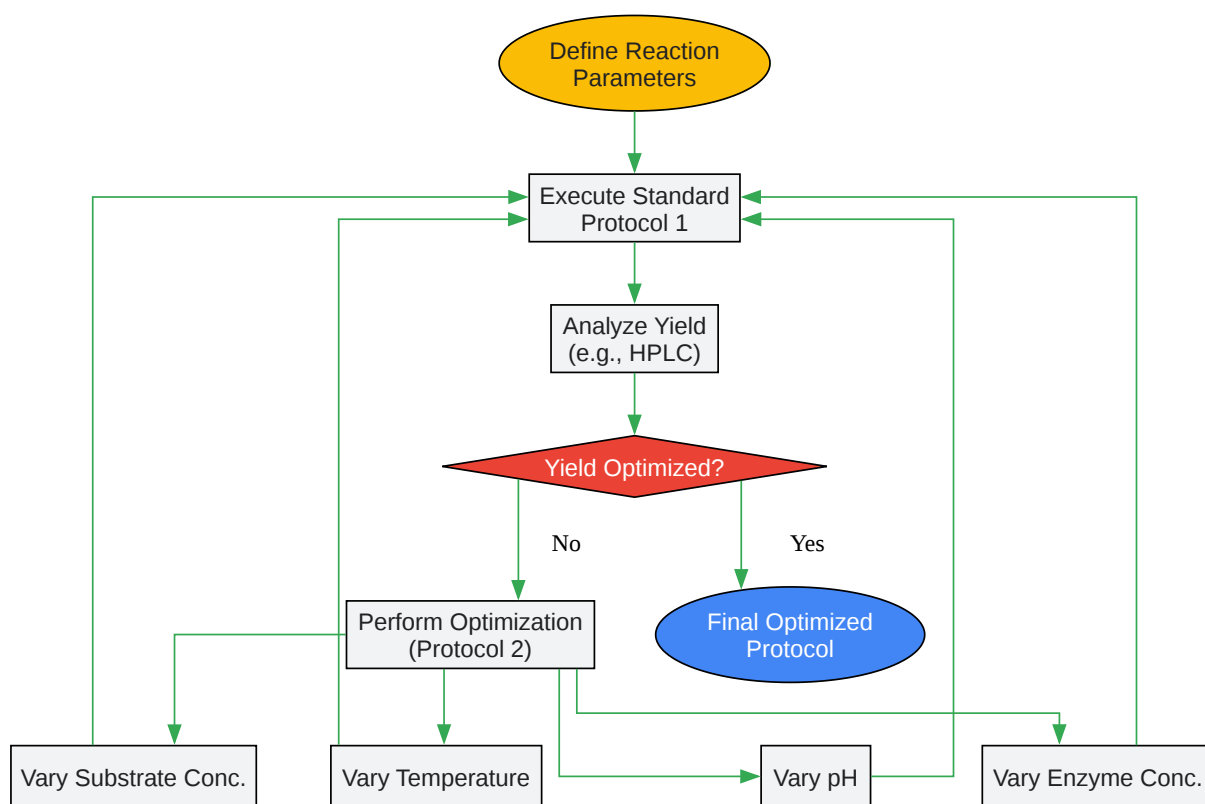 Define Reaction
Parameters
Execute Standard
Protocol 1
Analyze Yield
(e.g., HPLC)
Yield Optimized?
No
Yes
Perform Optimization
(Protocol 2)
Final Optimized
Protocol
Vary Substrate Conc.
Vary Temperature
Vary pH
Vary Enzyme Conc.